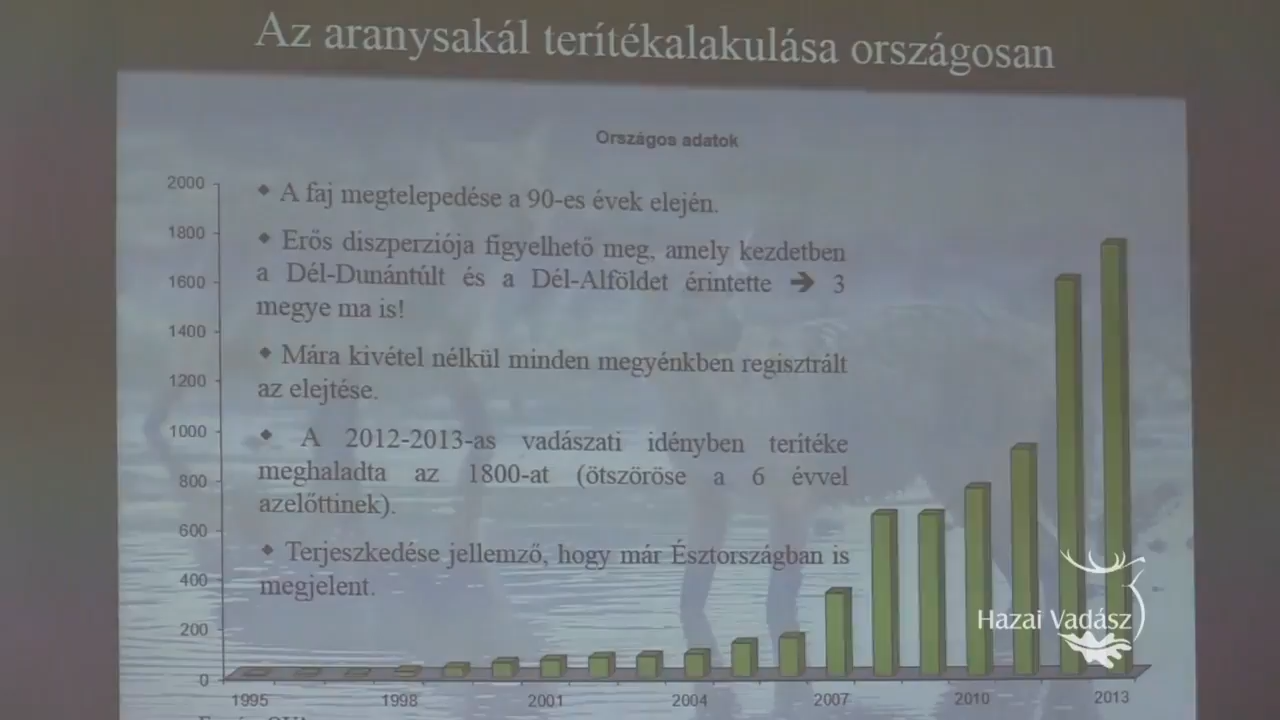 Az aranysakál terítékalakulása országosan
Országos adatok
2000
1800
1600
1400
1200
1000
800
600
400
200
0
◆ A faj megtelepedése a 90-es évek elején.
◆ Erős diszperziója figyelhető meg, amely kezdetben
a Dél-Dunántúlt és a Dél-Alföldet érintette ➔ 3
megye ma is!
◆ Mára kivétel nélkül minden megyénkben regisztrált
az elejtése.
◆ A 2012-2013-as vadászati idényben terítéke
meghaladta az 1800-at (ötszöröse a 6 évvel
azelőttinek).
◆ Terjeszkedése jellemző, hogy már Észtországban is
megjelent.
Hazai Vadász
1995 1998 2001 2004 2007 2010 2013